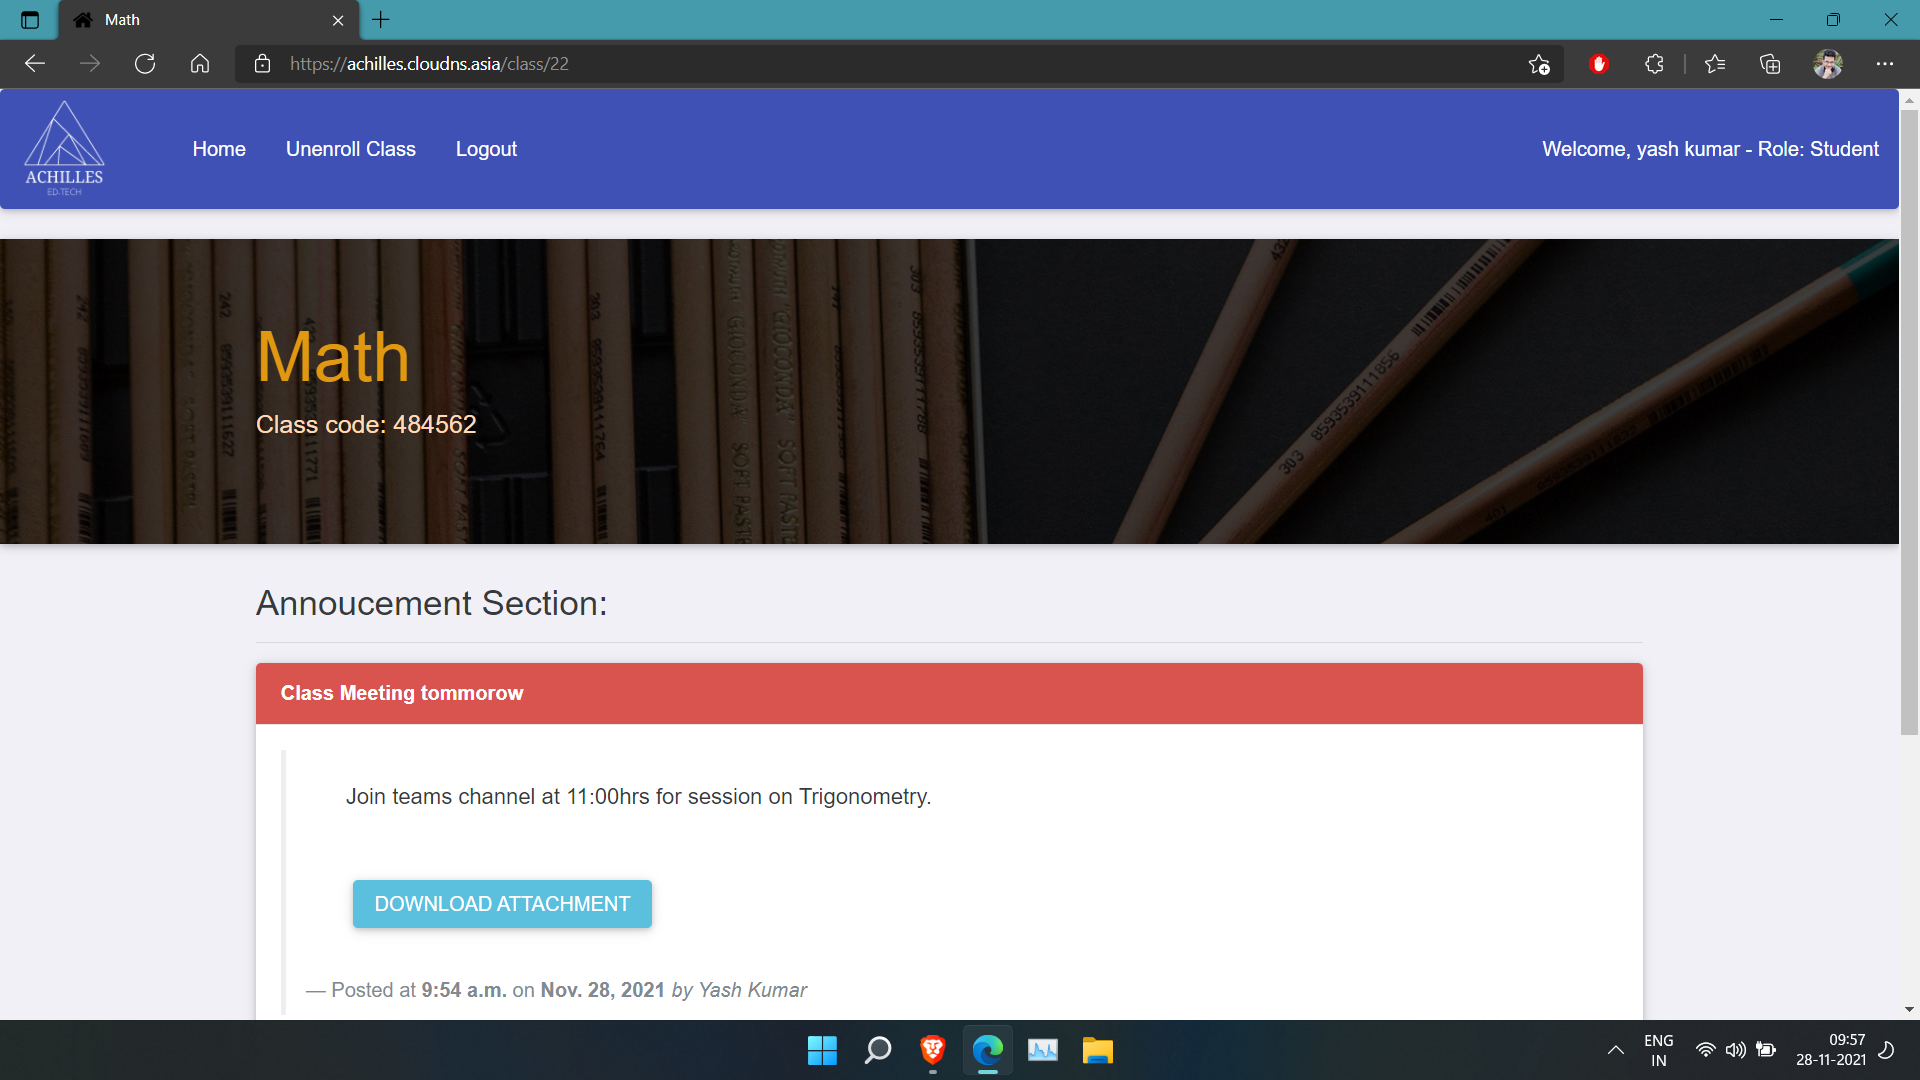 Math
https://achilles.cloudns.asia/class/22
ACHILLES
ED-TECH
Home Unenroll Class Logout
Welcome, yash kumar - Role: Student
Math
Class code: 484562
303 8593539111856
Annoucement Section:
Class Meeting tommorow
Join teams channel at 11:00hrs for session on Trigonometry.
DOWNLOAD ATTACHMENT
— Posted at 9:54 a.m. on Nov. 28, 2021 by Yash Kumar
ENG
IN
09:57
28-11-2021